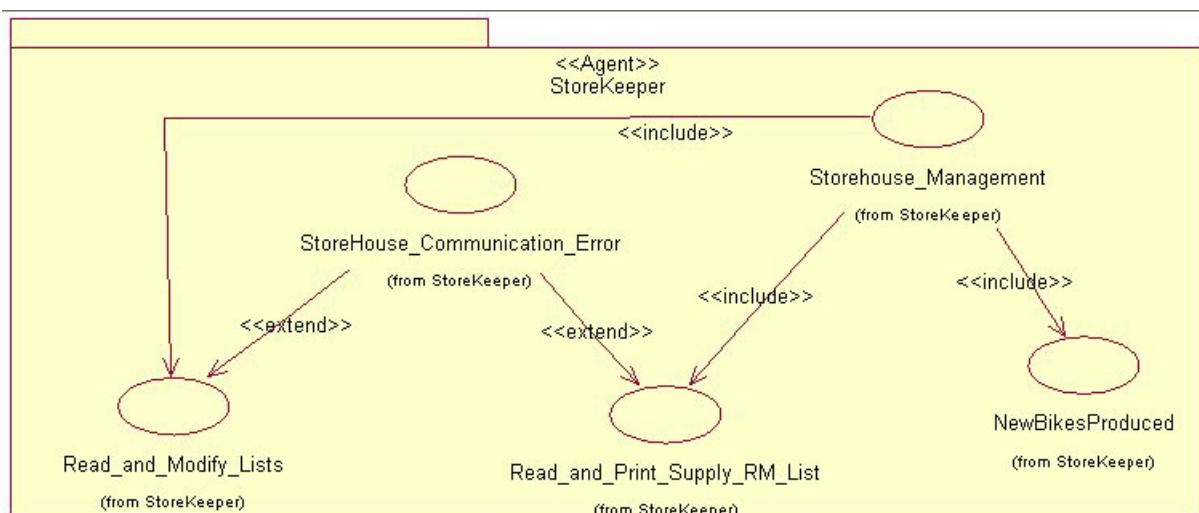 <<Agent>>
StoreKeeper
<<include>>
Storehouse_Management
(from StoreKeeper)
StoreHouse_Communication_Error
(from StoreKeeper)
<<include>>
<<include>>
<<extend>>
<<extend>>
NewBikesProduced
(from StoreKeeper)
Read_and_Modify_Lists
(from StoreKeeper)
Read_and_Print_Supply_RM_List
(from StoreKeeper)